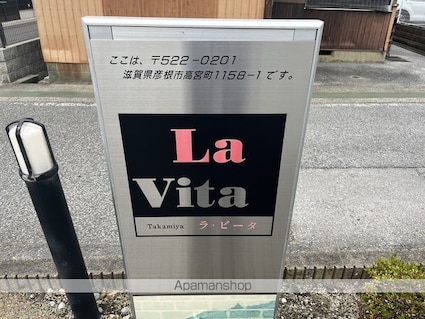 ここは、〒522-0201
滋賀県彦根市高宮町1158-1です。
La
Vita
Takamiya ラ・ビータ
Apamanshop